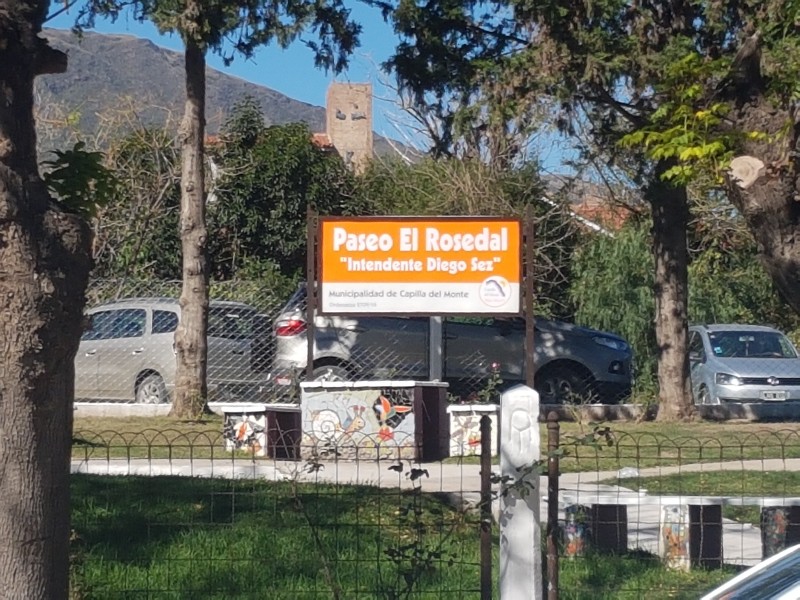 Paseo El Rosedal
"Intendente Diego Sez"
Municipalidad de Capilla del Monte